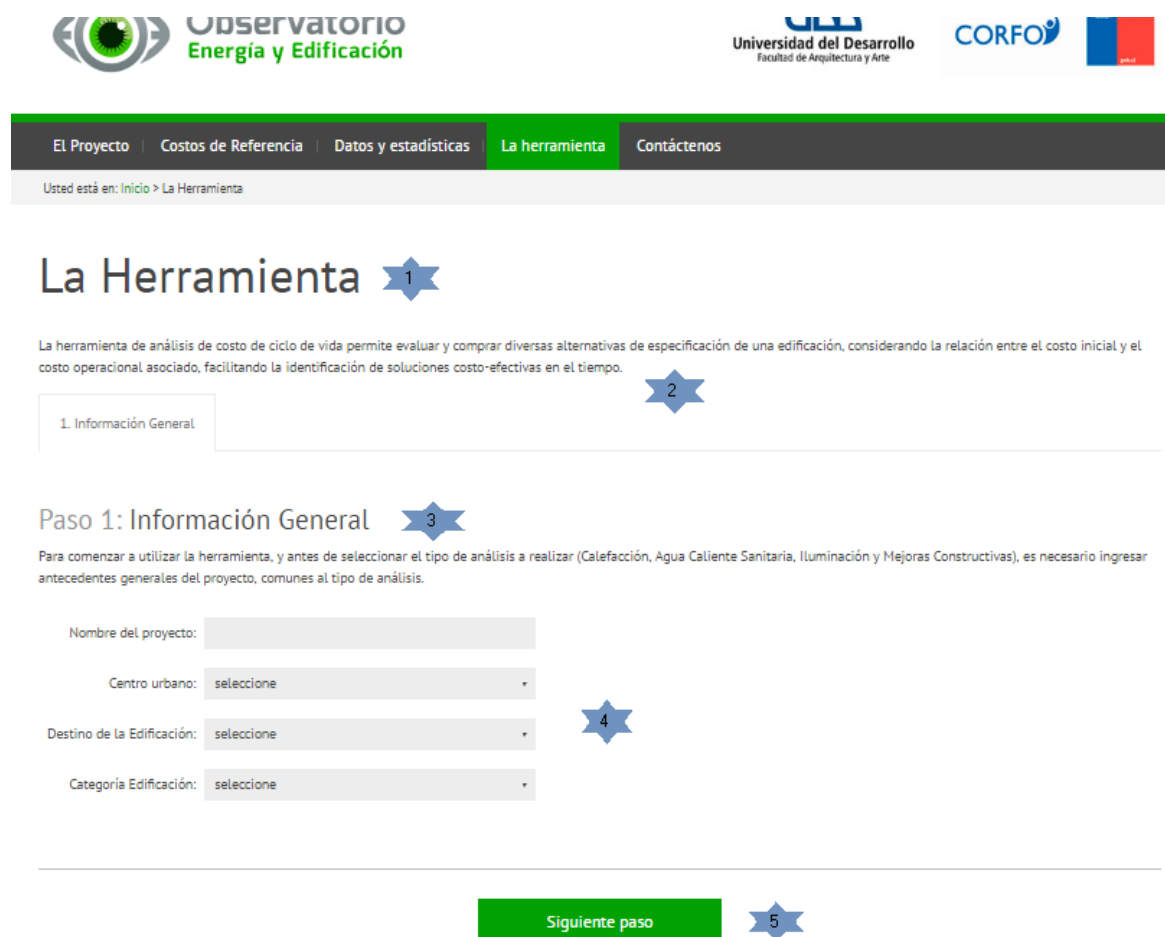 Observatorio
Energía y Edificación
Universidad del Desarrollo
Facultad de Arquitectura y Arte
CORFO
El Proyecto | Costos de Referencia | Datos y estadísticas | La herramienta Contáctenos
Usted está en: Inicio > La Herramienta
La Herramienta 1
La herramienta de análisis de costo de ciclo de vida permite evaluar y comprar diversas alternativas de especificación de una edificación, considerando la relación entre el costo inicial y el
costo operacional asociado, facilitando la identificación de soluciones costo-efectivas en el tiempo.
2
1. Información General
Paso 1: Información General 3
Para comenzar a utilizar la herramienta, y antes de seleccionar el tipo de análisis a realizar (Calefacción, Agua Caliente Sanitaria, Iluminación y Mejoras Constructivas), es necesario ingresar
antecedentes generales del proyecto, comunes al tipo de análisis.
Nombre del proyecto:
Centro urbano: seleccione
4
Destino de la Edificación: seleccione
Categoría Edificación: seleccione
Siguiente paso 5